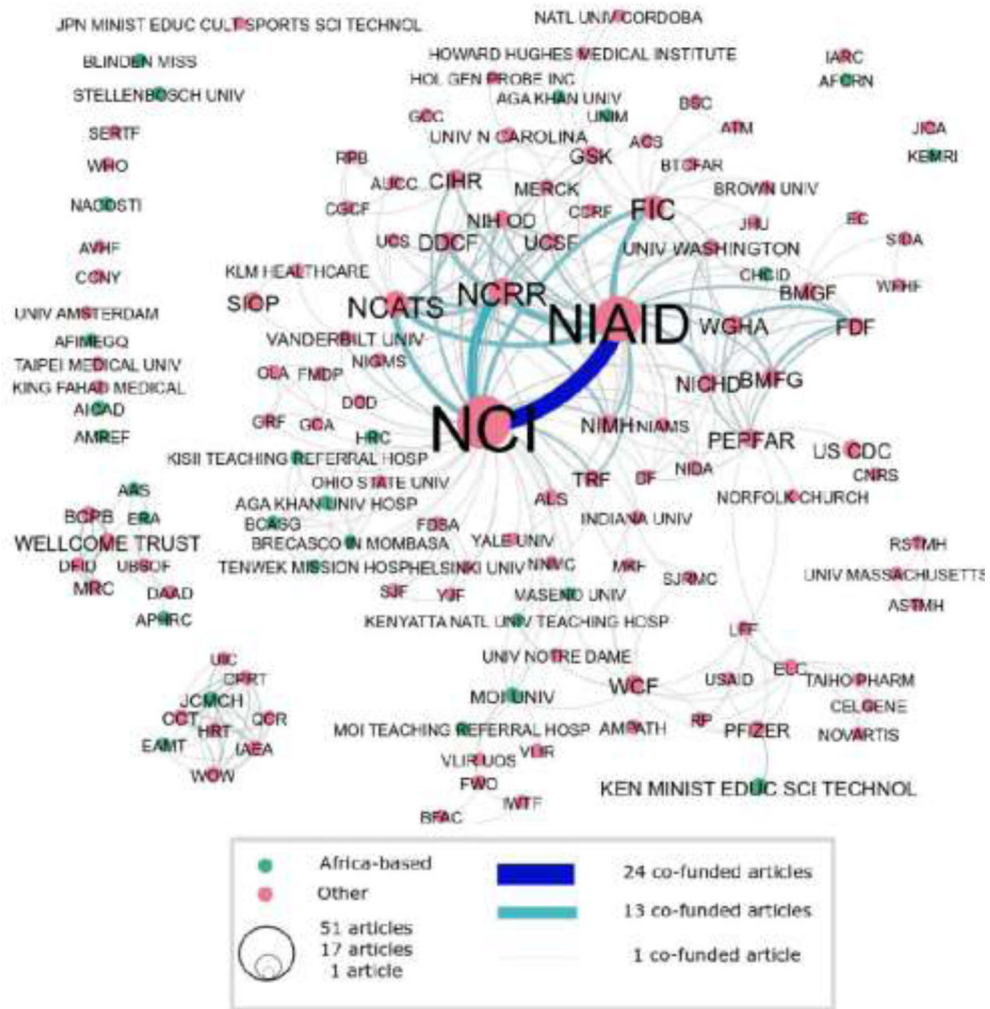 JPN MINIST EDUC CULT SPORTS SCI TECHNOL
NATL UNIV CORDOBA
BLINDEN MISS
HOWARD HUGHES MEDICAL INSTITUTE
IARC
HOL GEN PROBE INC
AFCRN
STELLENBOSCH UNIV
AGA KHAN UNIV
BSC
GCC
UNIM
SERTF
UNIV N CAROLINA
ACS
ATM
JICA
WHO
RPB
GSK
BTCFAR
KEMRI
AUCC
CIHR
MERCK
BROWN UNIV
NACOSTI
CGCF
CCRF
FIC
NIH OD
JHU
EC
UCS
DDCF
UCSF
UNIV WASHINGTON
SIDA
AVHF
KLM HEALTHCARE
CHCID
CCNY
SIOP
NCATS
NCRR
BMGF
WFHF
UNIV AMSTERDAM
NIAID
WGHA
FDF
AFIMEGQ
VANDERBILT UNIV
TAIPEI MEDICAL UNIV
NIGMS
OLA
FMDP
NICHD
BMFG
KING FAHAD MEDICAL
AICAD
DOD
GRF
GCA
NCI
NIMH
NIAMS
AMREF
HRC
PEPFAR
US CDC
KISII TEACHING REFERRAL HOSP
NIDA
CNRS
OHIO STATE UNIV
TRF
DF
AAS
AGA KHAN UNIV HOSP
ALS
NORFOLK CHURCH
BCPB
ERA
BCASG
FDSA
INDIANA UNIV
WELLCOME TRUST
BRECASCO IN MOMBASA
YALE UNIV
RSTMH
DFID
UBSOF
TENWEK MISSION HOSP
HELSINKI UNIV
NNMC
MKF
SJRMC
UNIV MASSACHUSETTS
MRC
DAAD
SJF
YJF
MASENO UNIV
ASTMH
APHRC
KENYATTA NATL UNIV TEACHING HOSP
LFF
UIC
UNIV NOTRE DAME
ELC
CPRT
WCF
USAID
TAIHO PHARM
JCMCH
MOI UNIV
CELGENE
OCT
HRT
QCR
MOI TEACHING REFERRAL HOSP
AMPATH
RP
PFIZER
NOVARTIS
EAMT
IAEA
VLIR
VLIR UOS
WOW
FWO
KEN MINIST EDUC SCI TECHNOL
IWTF
BFAC
Africa-based
24 co-funded articles
Other
51 articles
13 co-funded articles
17 articles
1 article
1 co-funded article